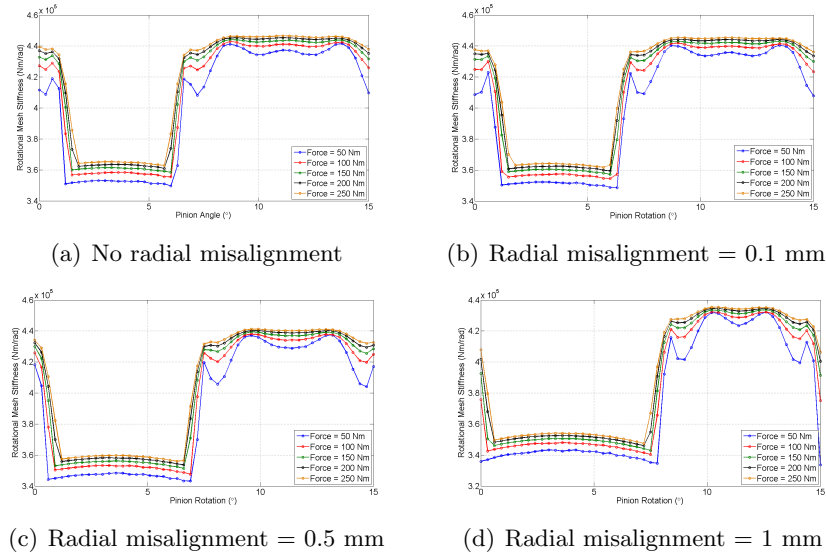 x 10⁵
4.6
4.4
4.2
4
3.8
3.6
3.4
Rotational Mesh Stiffness (Nm/rad)
Force = 50 Nm
Force = 100 Nm
Force = 150 Nm
Force = 200 Nm
Force = 250 Nm
0 5 10 15
Pinion Angle (°)
(a) No radial misalignment
x 10⁵
4.6
4.4
4.2
4
3.8
3.6
3.4
Rotational Mesh Stiffness (Nm/rad)
Force = 50 Nm
Force = 100 Nm
Force = 150 Nm
Force = 200 Nm
Force = 250 Nm
0 5 10 15
Pinion Rotation (°)
(b) Radial misalignment = 0.1 mm
x 10⁵
4.6
4.4
4.2
4
3.8
3.6
3.4
Rotational Mesh Stiffness (Nm/rad)
Force = 50 Nm
Force = 100 Nm
Force = 150 Nm
Force = 200 Nm
Force = 250 Nm
0 5 10 15
Pinion Rotation (°)
(c) Radial misalignment = 0.5 mm
x 10⁵
4.4
4.2
4
3.8
3.6
3.4
3.2
Rotational Mesh Stiffness (Nm/rad)
Force = 50 Nm
Force = 100 Nm
Force = 150 Nm
Force = 200 Nm
Force = 250 Nm
0 5 10 15
Pinion Rotation (°)
(d) Radial misalignment = 1 mm